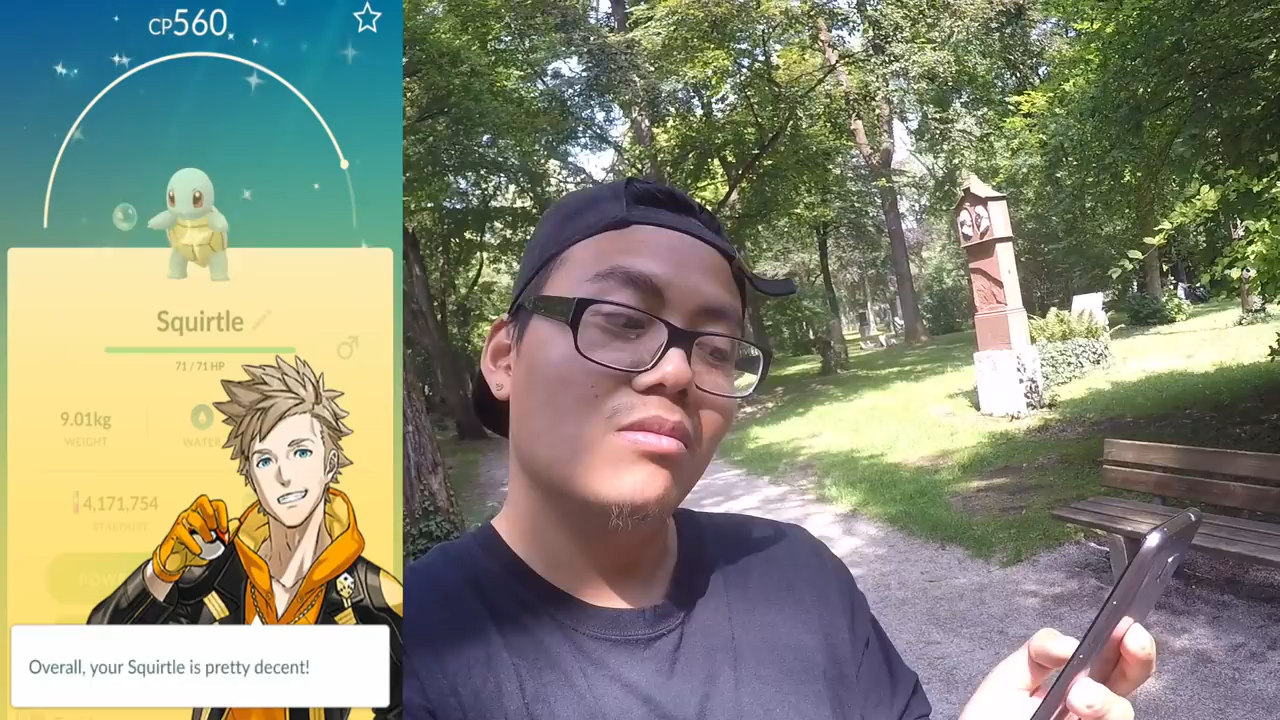 CP560
Squirtle
71 / 71 HP
9.01kg
WEIGHT
WATER
4,171,754
STARDUST
POW
Overall, your Squirtle is pretty decent!